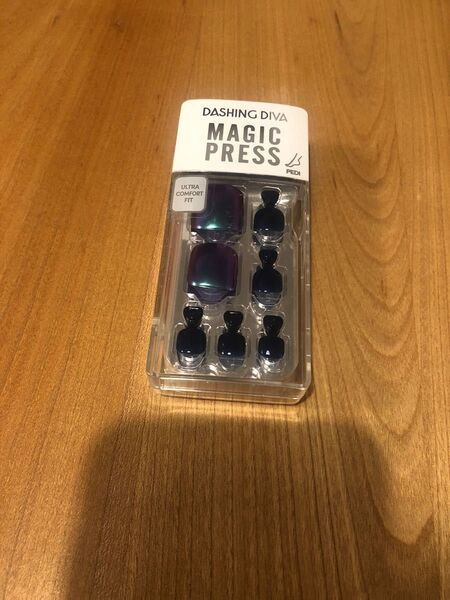 DASHING DIVA
MAGIC
PRESS
PEDI
ULTRA
COMFORT
FIT